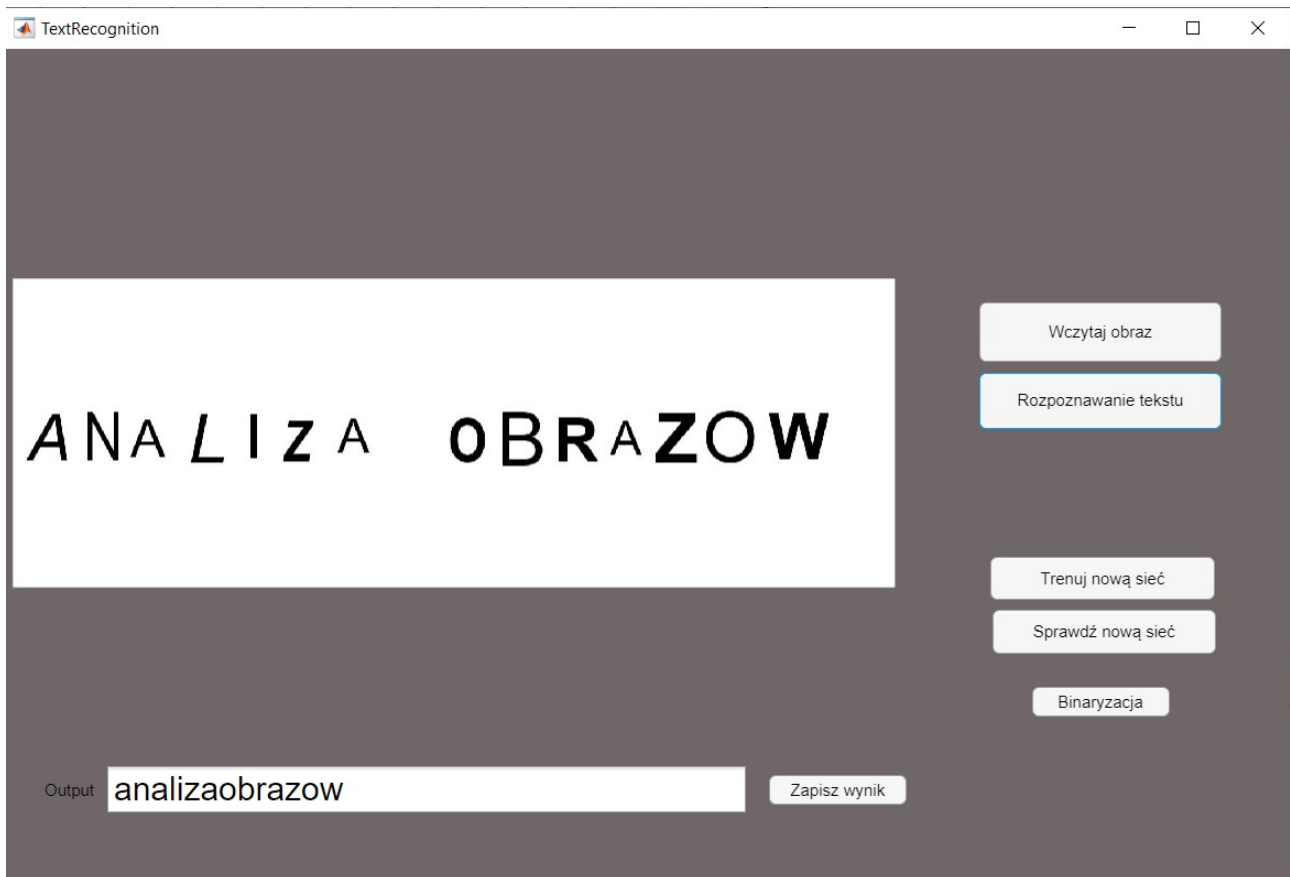 TextRecognition
Wczytaj obraz
Rozpoznawanie tekstu
ANALIZA OBRAZOW
Trenuj nową sieć
Sprawdź nową sieć
Binaryzacja
Output analizaobrazow Zapisz wynik